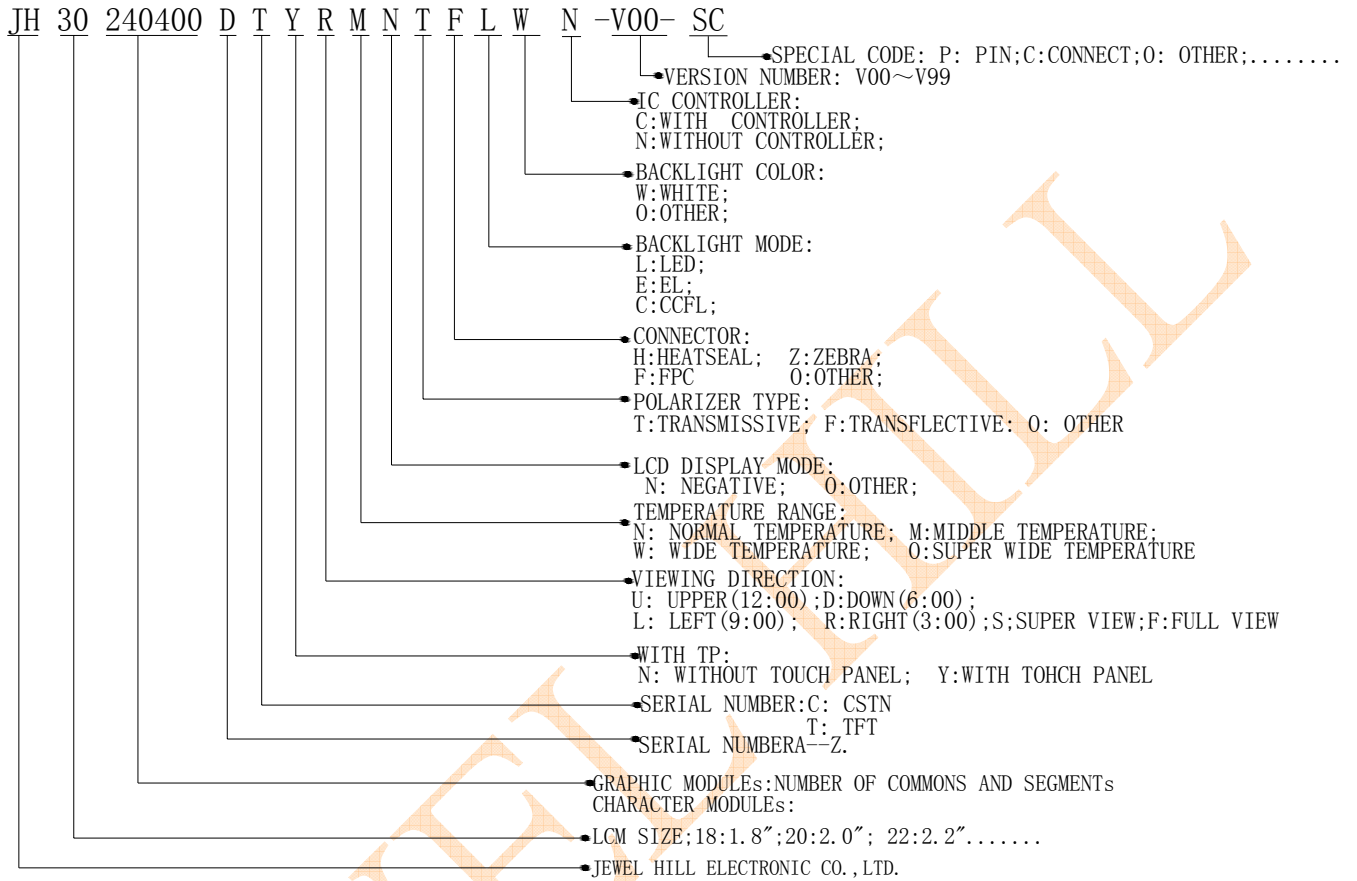 JH 30 240400 D T Y R M N T F L W N -V00- SC
SPECIAL CODE: P: PIN;C:CONNECT;O: OTHER;........
VERSION NUMBER: V00～V99
IC CONTROLLER:
C:WITH CONTROLLER;
N:WITHOUT CONTROLLER;
BACKLIGHT COLOR:
W:WHITE;
O:OTHER;
BACKLIGHT MODE:
L:LED;
E:EL;
C:CCFL;
CONNECTOR:
H:HEATSEAL; Z:ZEBRA;
F:FPC O:OTHER;
POLARIZER TYPE:
T:TRANSMISSIVE; F:TRANSFLECTIVE: O: OTHER
LCD DISPLAY MODE:
N: NEGATIVE; O:OTHER;
TEMPERATURE RANGE:
N: NORMAL TEMPERATURE; M:MIDDLE TEMPERATURE;
W: WIDE TEMPERATURE; O:SUPER WIDE TEMPERATURE
VIEWING DIRECTION:
U: UPPER(12:00);D:DOWN(6:00);
L: LEFT(9:00); R:RIGHT(3:00);S;SUPER VIEW;F:FULL VIEW
WITH TP:
N: WITHOUT TOUCH PANEL; Y:WITH TOHCH PANEL
SERIAL NUMBER:C: CSTN
T: TFT
SERIAL NUMBERA--Z.
GRAPHIC MODULEs:NUMBER OF COMMONS AND SEGMENTs
CHARACTER MODULEs:
LCM SIZE;18:1.8″;20:2.0″; 22:2.2″.......
JEWEL HILL ELECTRONIC CO.,LTD.
EL HILL